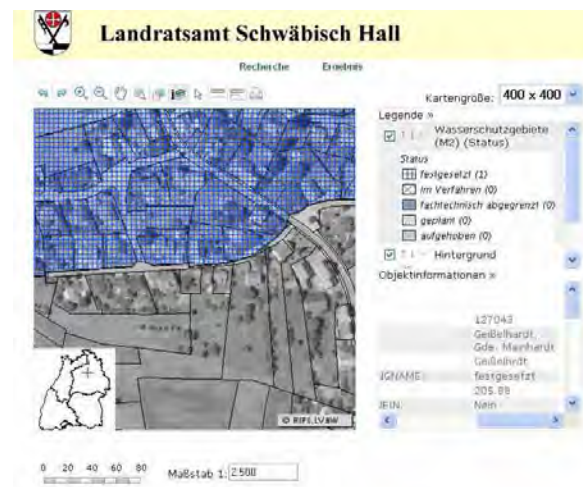 Landratsamt Schwäbisch Hall
Recherche Ergebnis
Kartengröße: 400 x 400
Legende »
Wasserschutzgebiete
(M2) (Status)
Status
festgesetzt (1)
Im Verfahren (0)
fachtechnisch abgegrenzt (0)
geplant (0)
aufgehoben (0)
Hintergrund
Objektinformationen »
127043
Geißelhardt,
Gde. Mainhardt
festgesetzt
205.88
Nein
© RIPS, LVBW
0 20 40 60 80
Maßstab 1: 2.500